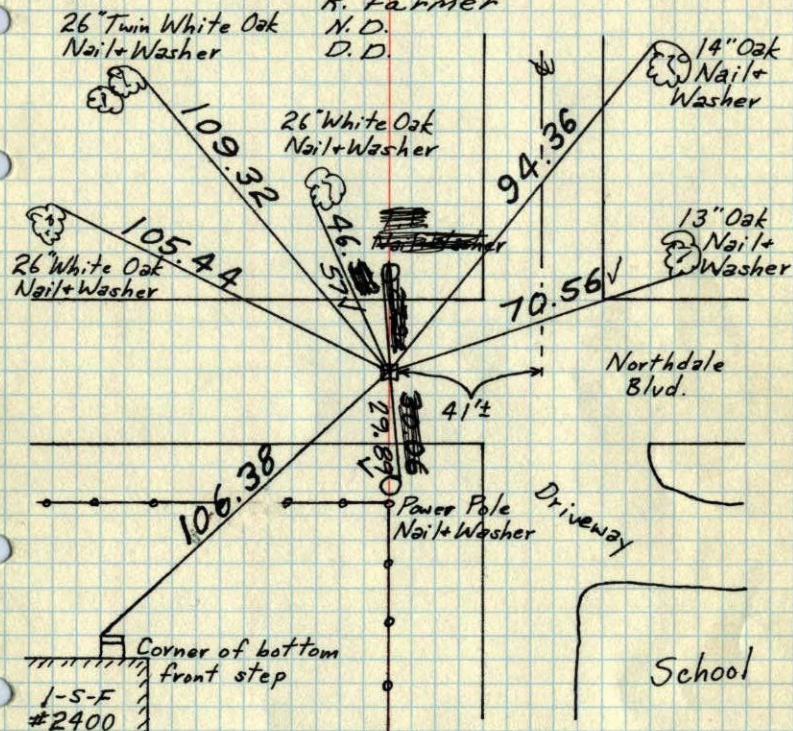 R. Farmer
26" Twin White Oak
Nail+Washer
N.D.
D.D.
14" Oak
Nail+
Washer
109.32
26" White Oak
Nail+Washer
94.36
105.44
46.
57
13" Oak
Nail+
Washer
26" White Oak
Nail+Washer
70.56
Northdale
Blvd.
41'±
29.89
106.38
Power Pole
Nail+Washer
Driveway
Corner of bottom
front step
School
1-S-F
#2400